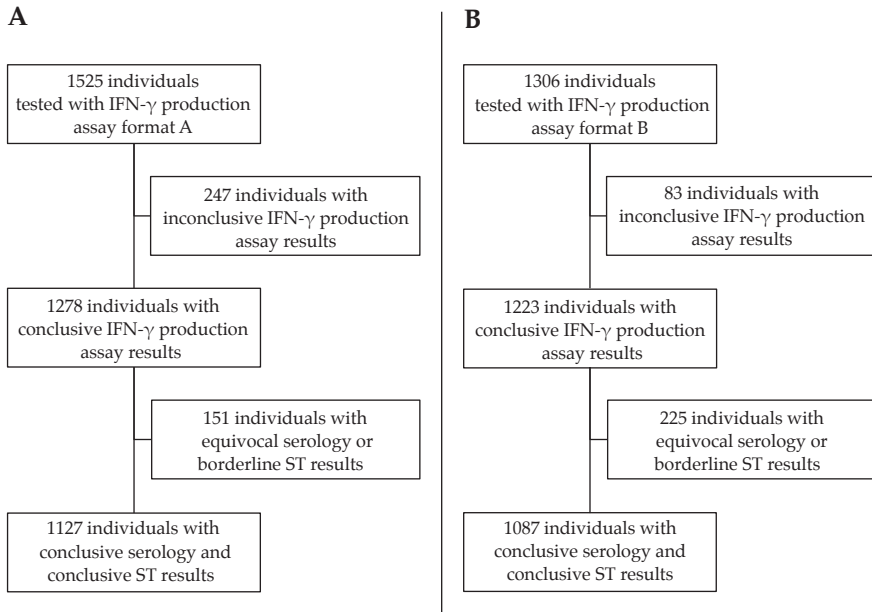 A
1525 individuals
tested with IFN-γ production
assay format A
247 individuals with
inconclusive IFN-γ production
assay results
1278 individuals with
conclusive IFN-γ production
assay results
151 individuals with
equivocal serology or
borderline ST results
1127 individuals with
conclusive serology and
conclusive ST results
B
1306 individuals
tested with IFN-γ production
assay format B
83 individuals with
inconclusive IFN-γ production
assay results
1223 individuals with
conclusive IFN-γ production
assay results
225 individuals with
equivocal serology or
borderline ST results
1087 individuals with
conclusive serology and
conclusive ST results